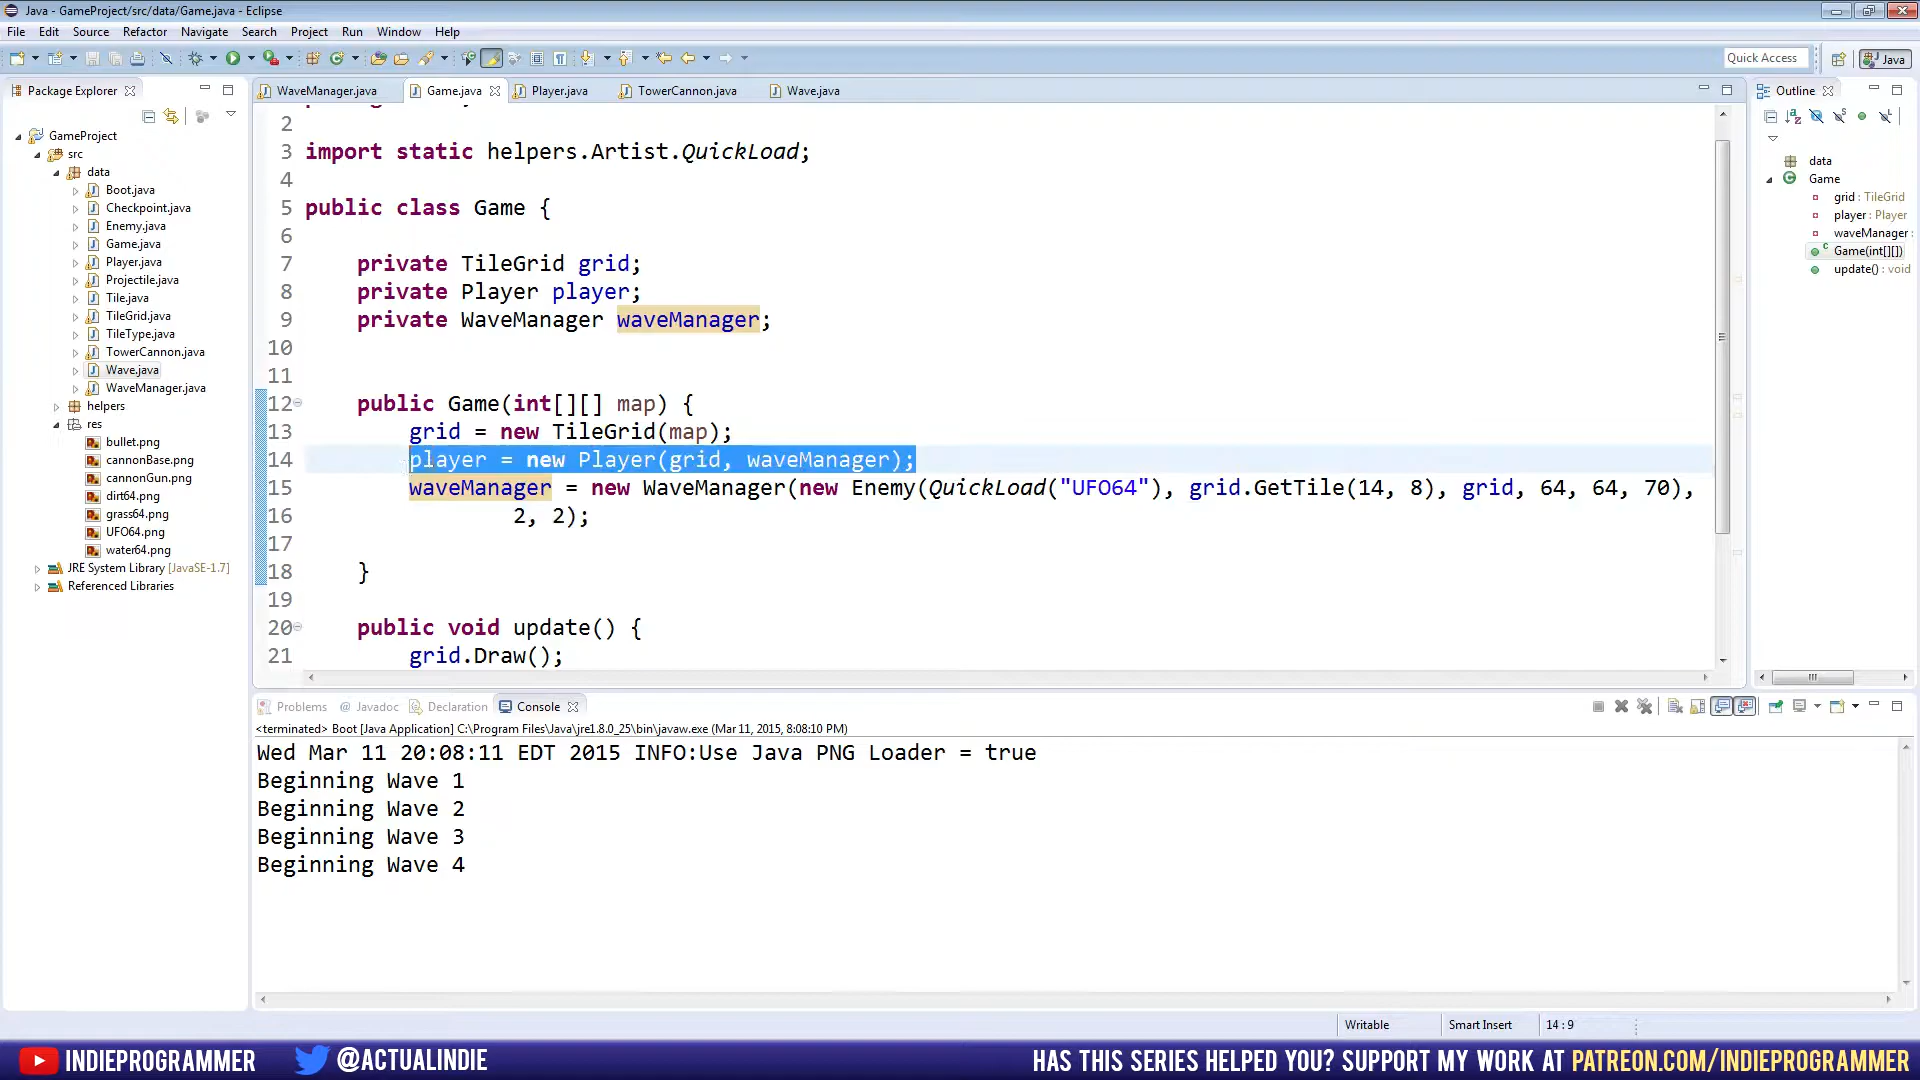 Java - GameProject/src/data/Game.java - Eclipse
File Edit Source Refactor Navigate Search Project Run Window Help
Quick Access
Java
Package Explorer
GameProject
src
data
Boot.java
Checkpoint.java
Enemy.java
Game.java
Player.java
Projectile.java
Tile.java
TileGrid.java
TileType.java
TowerCannon.java
Wave.java
WaveManager.java
helpers
res
bullet.png
cannonBase.png
cannonGun.png
dirt64.png
grass64.png
UFO64.png
water64.png
JRE System Library [JavaSE-1.7]
Referenced Libraries
WaveManager.java Game.java Player.java TowerCannon.java Wave.java
2
3 import static helpers.Artist.QuickLoad;
4
5 public class Game {
6
7 private TileGrid grid;
8 private Player player;
9 private WaveManager waveManager;
10
11
12 public Game(int[][] map) {
13 grid = new TileGrid(map);
14 player = new Player(grid, waveManager);
15 waveManager = new WaveManager(new Enemy(QuickLoad("UFO64"), grid.GetTile(14, 8), grid, 64, 64, 70),
16 2, 2);
17
18 }
19
20 public void update() {
21 grid.Draw();
Outline
data
Game
grid : TileGrid
player : Player
waveManager :
Game(int[][])
update() : void
Problems @ Javadoc Declaration Console
<terminated> Boot [Java Application] C:\Program Files\Java\jre1.8.0_25\bin\javaw.exe (Mar 11, 2015, 8:08:10 PM)
Wed Mar 11 20:08:11 EDT 2015 INFO:Use Java PNG Loader = true
Beginning Wave 1
Beginning Wave 2
Beginning Wave 3
Beginning Wave 4
Writable Smart Insert 14 : 9
INDIEPROGRAMMER @ACTUALINDIE HAS THIS SERIES HELPED YOU? SUPPORT MY WORK AT PATREON.COM/INDIEPROGRAMMER